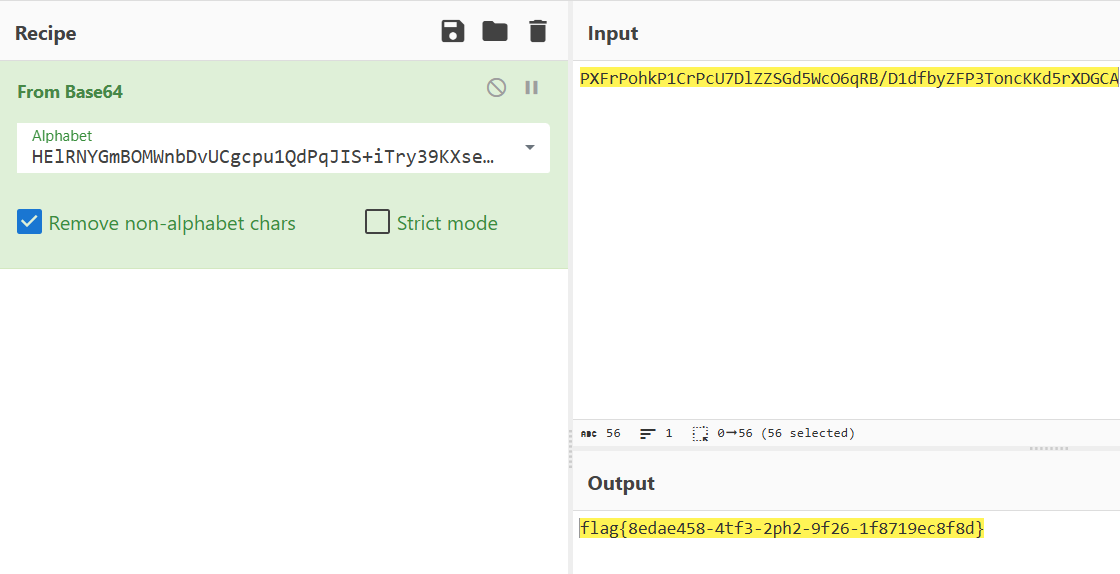 Recipe
From Base64
Alphabet
HElRNYGmBOMWnbDvUCgcpu1QdPqJIS+iTry39KXse…
Remove non-alphabet chars
Strict mode
Input
PXFrPohkP1CrPcU7DlZZSGd5WcO6qRB/D1dfbyZFP3ToncKKd5rXDGCA
ABC 56
1
0→56 (56 selected)
Output
flag{8edae458-4tf3-2ph2-9f26-1f8719ec8f8d}